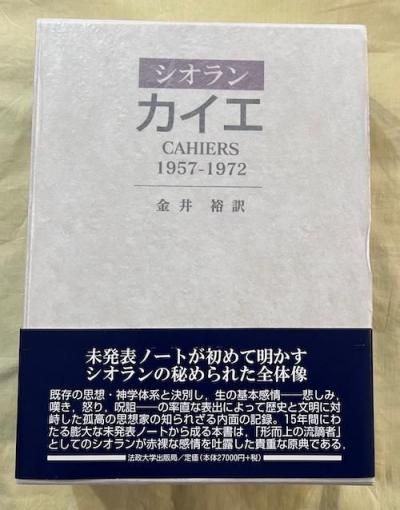 シオラン
カイエ
CAHIERS
1957-1972
金井 裕 訳
未発表ノートが初めて明かす
シオランの秘められた全体像
既存の思想・神学体系と決別し，生の基本感情──悲しみ，
嘆き，怒り，呪詛──の率直な表出によって歴史と文明に対
峙した孤高の思想家の知られざる内面の記録。15年間にわ
たる膨大な未発表ノートから成る本書は，「形而上の流謫者」
としてのシオランが赤裸な感情を吐露した貴重な原典である．
法政大学出版局／定価（本体27000円＋税）